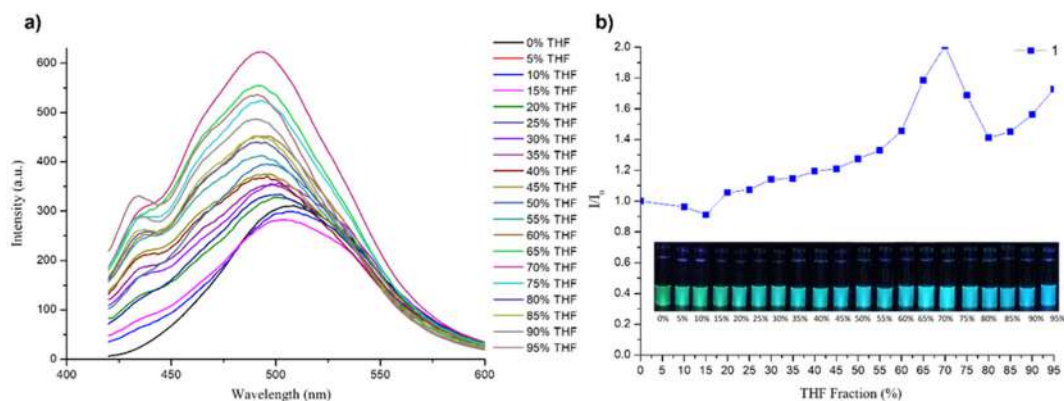 a)
600
500
400
300
200
100
0
Intensity (a.u.)
400
450
500
550
600
Wavelength (nm)
0% THF
5% THF
10% THF
15% THF
20% THF
25% THF
30% THF
35% THF
40% THF
45% THF
50% THF
55% THF
60% THF
65% THF
70% THF
75% THF
80% THF
85% THF
90% THF
95% THF
b)
2.0
1.8
1.6
1.4
1.2
1.0
0.8
0.6
0.4
0.2
0.0
I/I₀
1
0% 5% 10% 15% 20% 25% 30% 35% 40% 45% 50% 55% 60% 65% 70% 75% 80% 85% 90% 95%
0 5 10 15 20 25 30 35 40 45 50 55 60 65 70 75 80 85 90 95
THF Fraction (%)